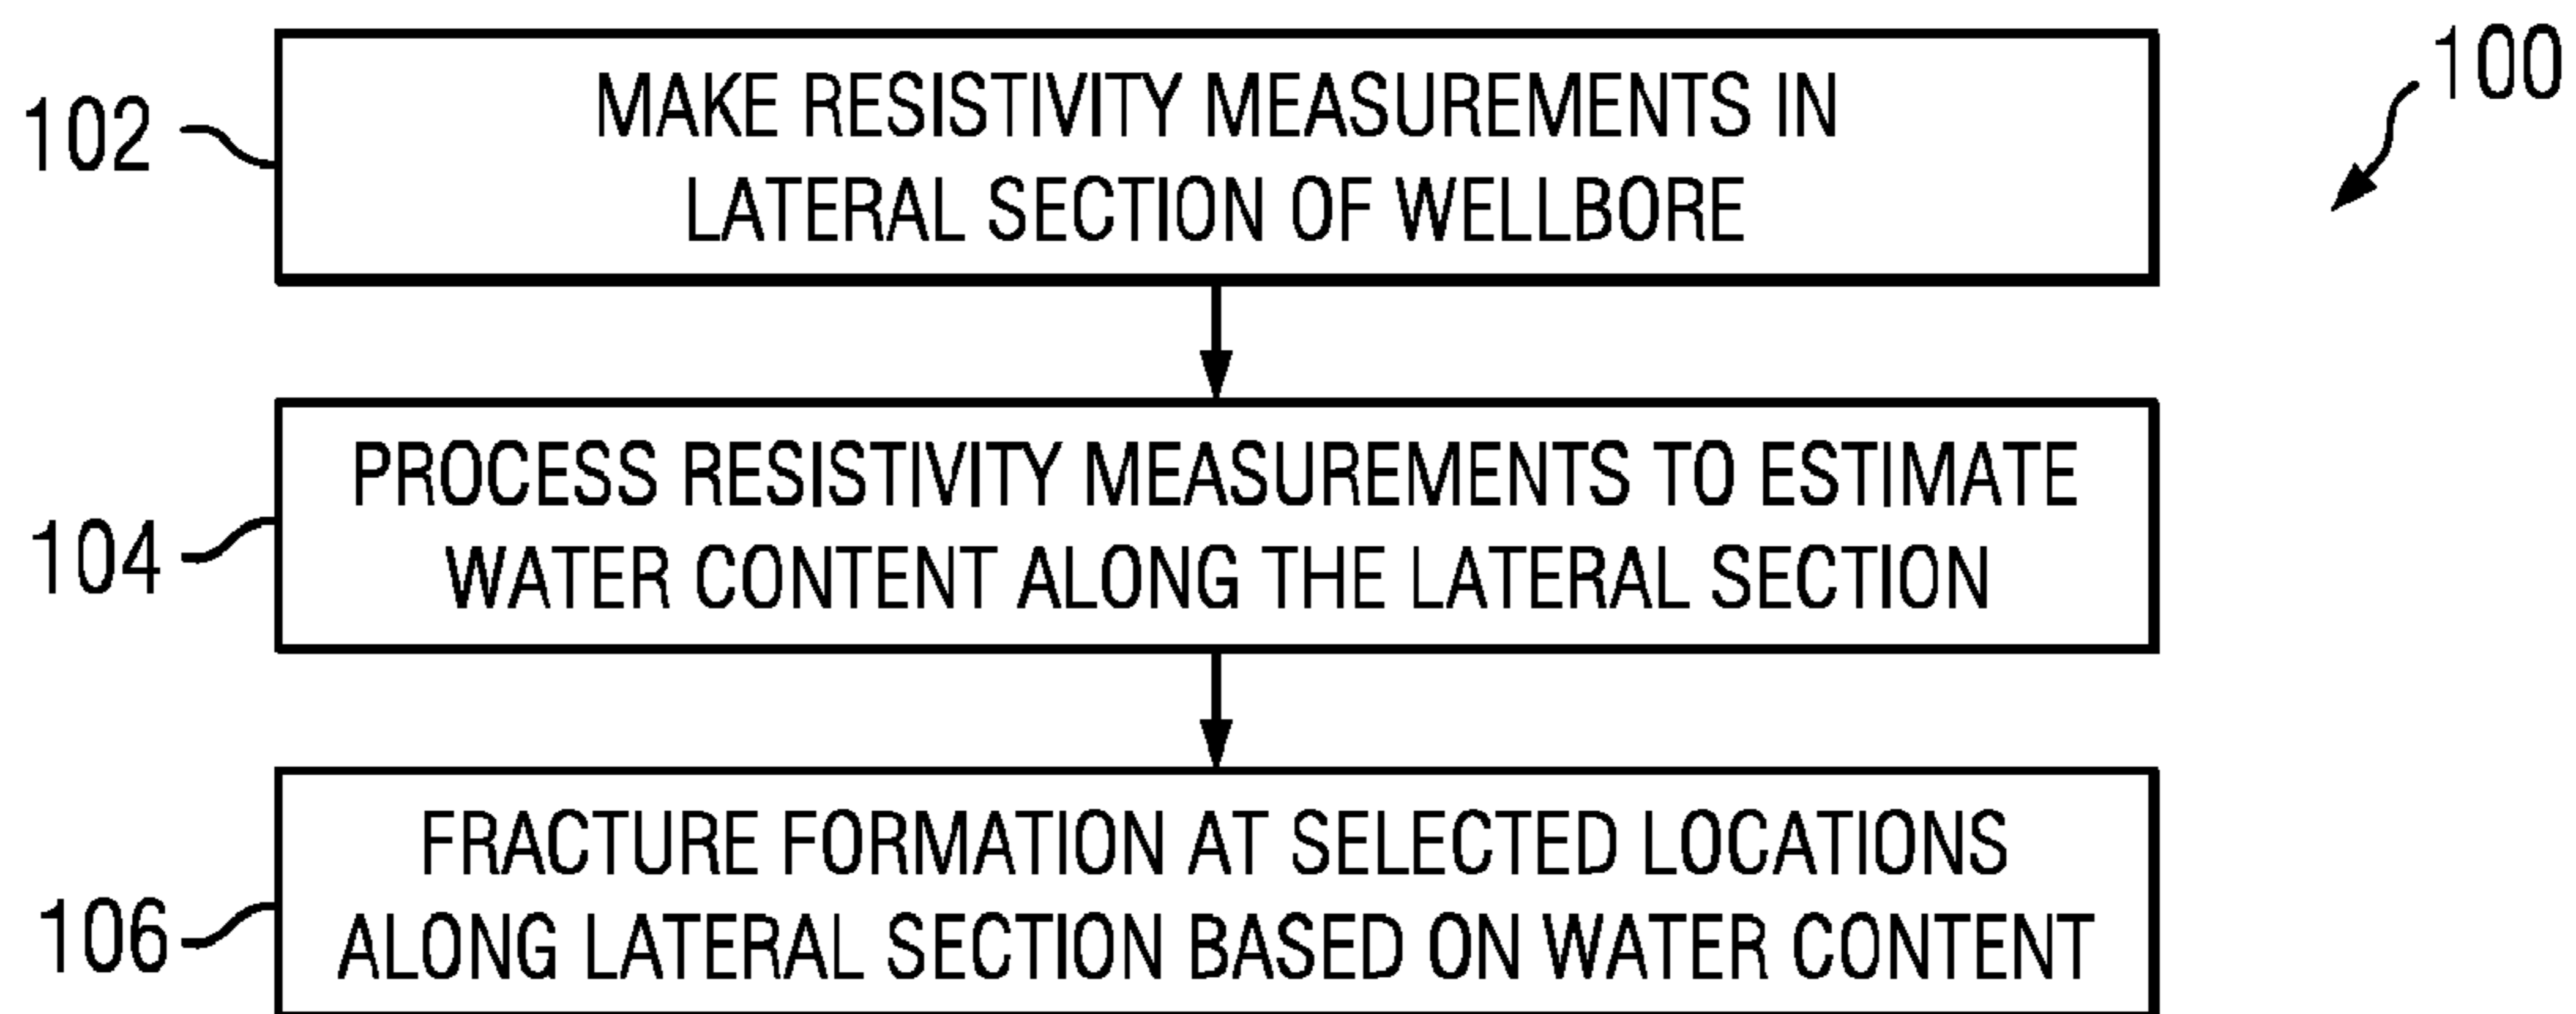 100
102
MAKE RESISTIVITY MEASUREMENTS IN
LATERAL SECTION OF WELLBORE
104
PROCESS RESISTIVITY MEASUREMENTS TO ESTIMATE
WATER CONTENT ALONG THE LATERAL SECTION
106
FRACTURE FORMATION AT SELECTED LOCATIONS
ALONG LATERAL SECTION BASED ON WATER CONTENT